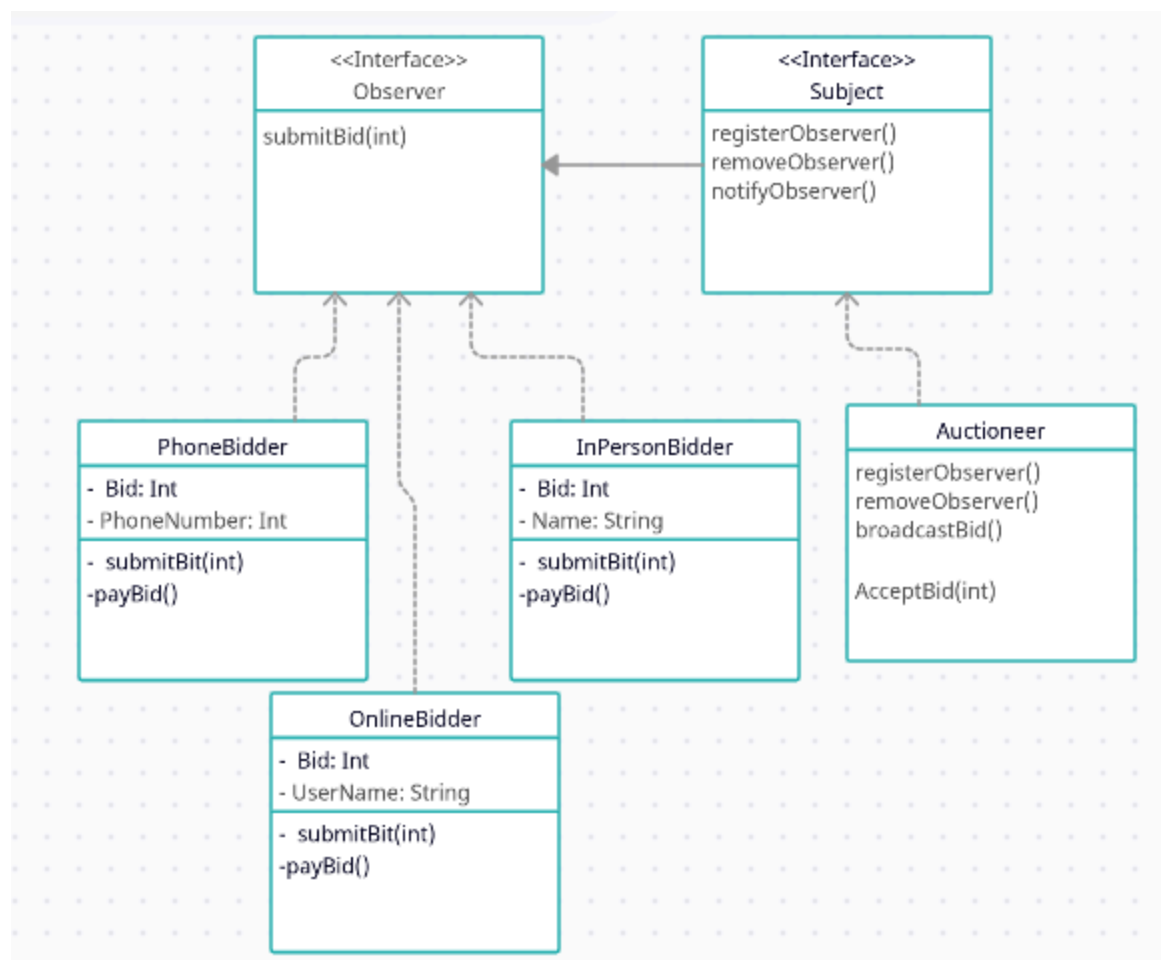 <<Interface>>
Observer
submitBid(int)
<<Interface>>
Subject
registerObserver()
removeObserver()
notifyObserver()
PhoneBidder
- Bid: Int
- PhoneNumber: Int
- submitBit(int)
-payBid()
InPersonBidder
- Bid: Int
- Name: String
- submitBit(int)
-payBid()
Auctioneer
registerObserver()
removeObserver()
broadcastBid()
AcceptBid(int)
OnlineBidder
- Bid: Int
- UserName: String
- submitBit(int)
-payBid()